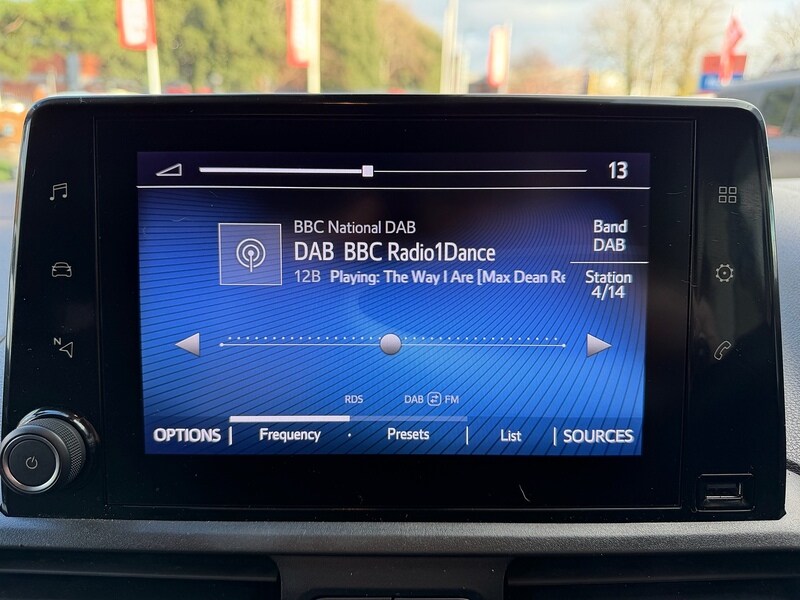 13
BBC National DAB
DAB BBC Radio1Dance
12B Playing: The Way I Are [Max Dean Re
Band
DAB
Station
4/14
N
RDS
DAB FM
OPTIONS
Frequency
Presets
List
SOURCES